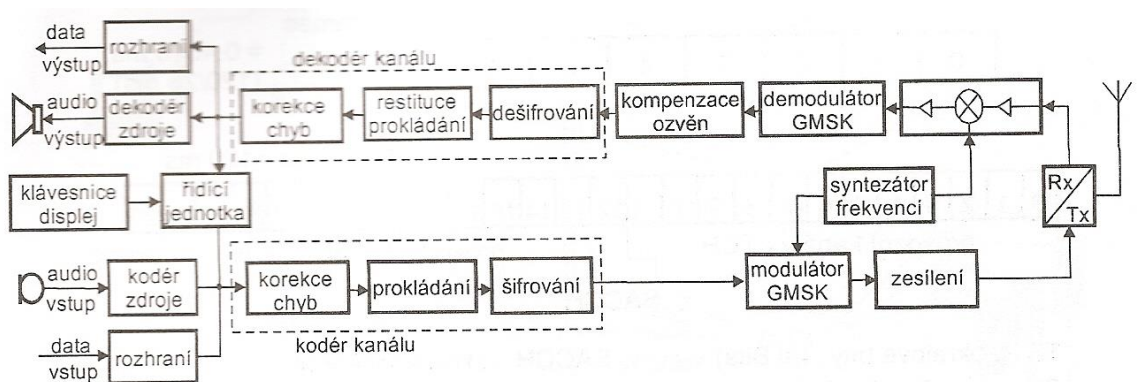 data
výstup
rozhraní
dekodér kanálu
audio
výstup
dekodér
zdroje
korekce
chyb
restituce
prokládání
dešifrování
kompenzace
ozvěn
demodulátor
GMSK
klávesnice
displej
řídící
jednotka
syntezátor
frekvencí
Rx
Tx
audio
vstup
kodér
zdroje
korekce
chyb
prokládání
šifrování
modulátor
GMSK
zesílení
kodér kanálu
data
vstup
rozhraní